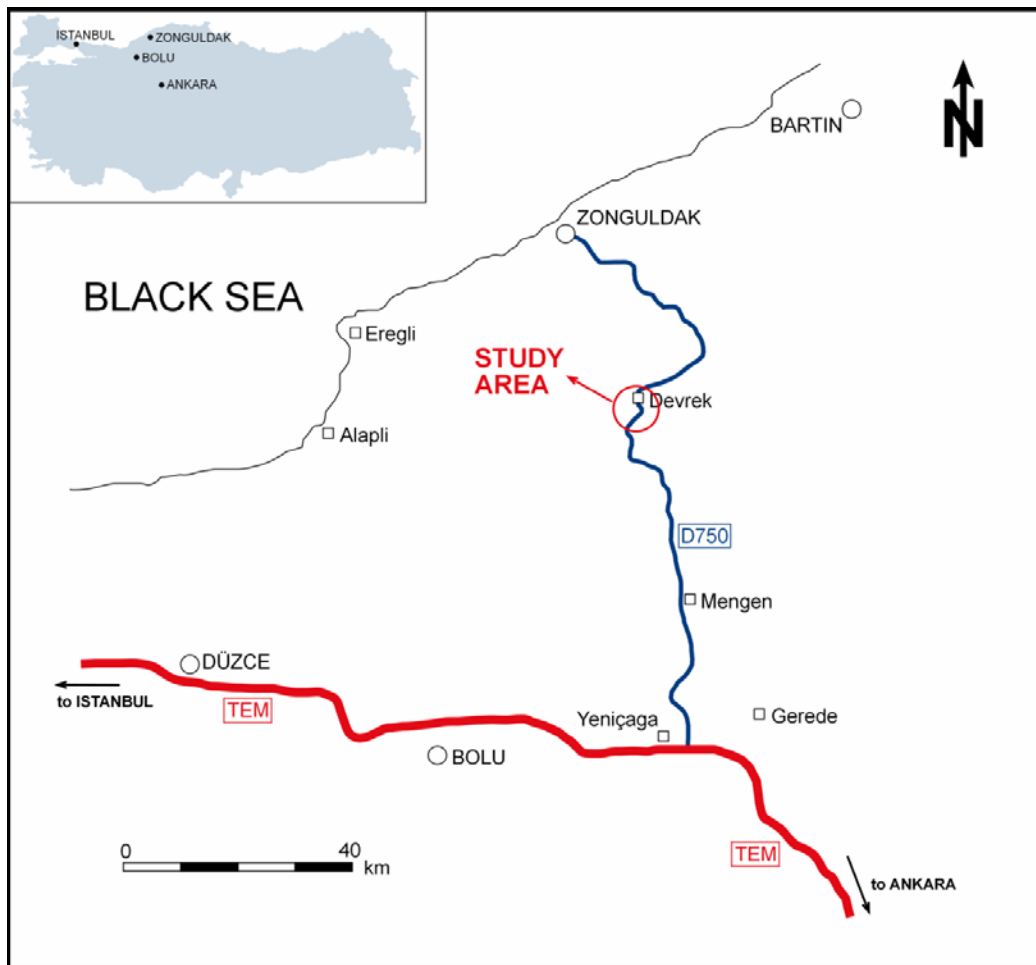 İSTANBUL
ZONGULDAK
BOLU
ANKARA
N
BARTIN
ZONGULDAK
BLACK SEA
Eregli
STUDY
AREA
Devrek
Alapli
D750
Mengen
DÜZCE
to ISTANBUL
TEM
Yeniçaga
Gerede
BOLU
0
40
km
TEM
to ANKARA